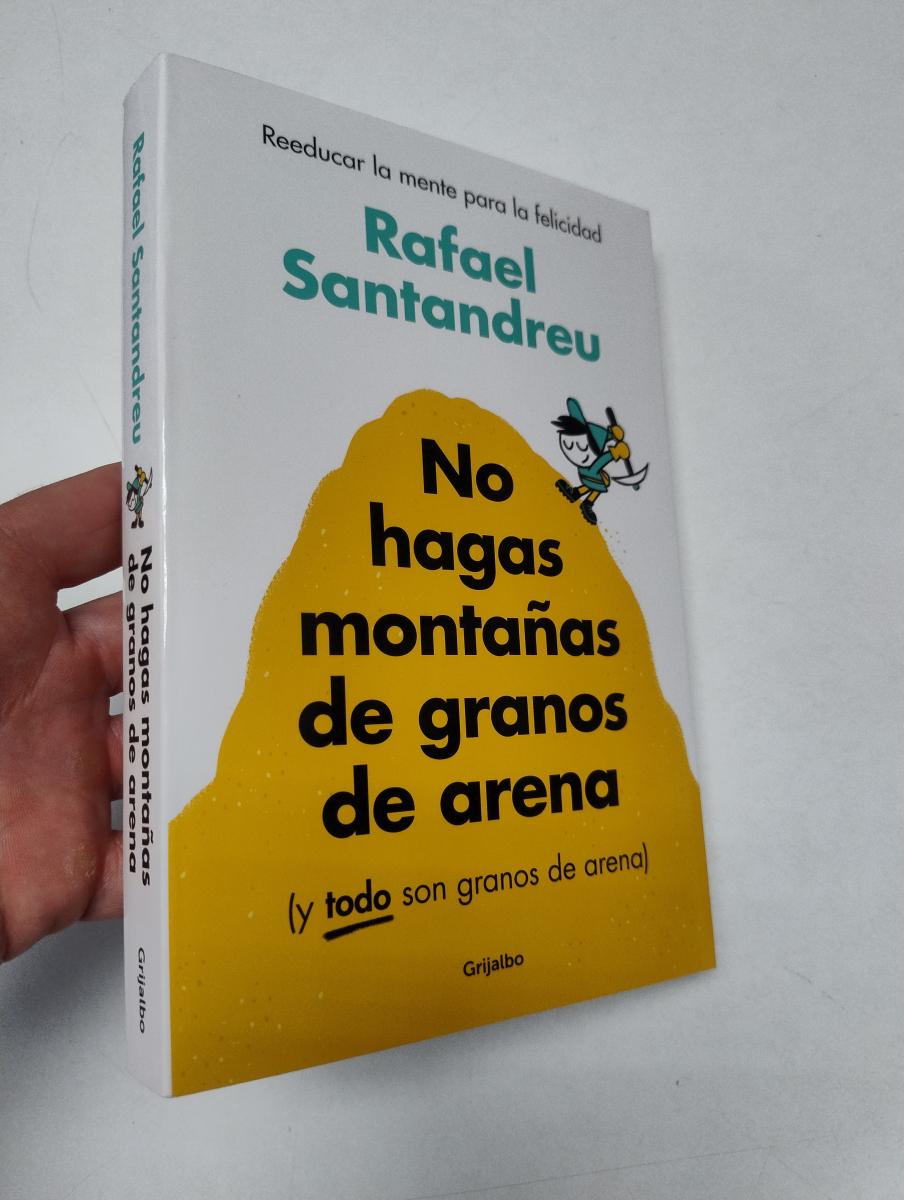 Reeducar la mente para la felicidad
Rafael
Santandreu
No
hagas
montañas
de granos
de arena
(y todo son granos de arena)
Grijalbo
Rafael Santandreu
No hagas montañas
de granos de arena
Grijalbo